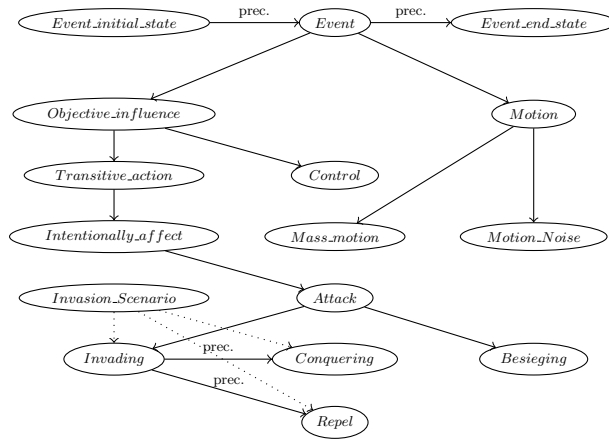 prec.
prec.
Event_initial_state
Event
Event_end_state
Objective_influence
Motion
Transitive_action
Control
Intentionally_affect
Mass_motion
Motion_Noise
Invasion_Scenario
Attack
prec.
Invading
Conquering
Besieging
prec.
Repel